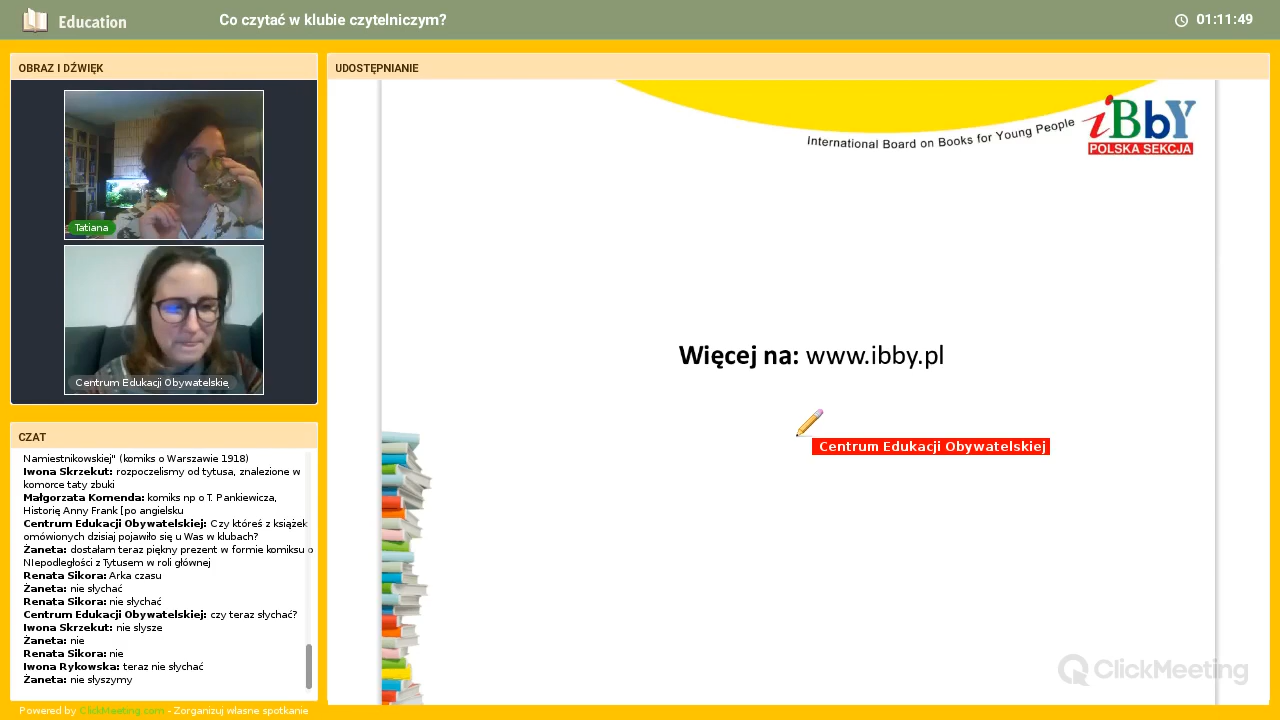 Education
Co czytać w klubie czytelniczym?
01:11:49
OBRAZ I DŹWIĘK
Tatiana
Centrum Edukacji Obywatelskie
CZAT
Namiestnikowskiej" (komiks o Warszawie 1918)
Iwona Skrzekut: rozpoczelismy od tytusa, znalezione w
komorce taty zbuki
Małgorzata Komenda: komiks np o T. Pankiewicza,
Historię Anny Frank [po angielsku
Centrum Edukacji Obywatelskiej: Czy któreś z książek
omówionych dzisiaj pojawiło się u Was w klubach?
Żaneta: dostałam teraz piękny prezent w formie komiksu o
NIepodległości z Tytusem w roli głównej
Renata Sikora: Arka czasu
Żaneta: nie słychać
Renata Sikora: nie słychać
Centrum Edukacji Obywatelskiej: czy teraz słychać?
Iwona Skrzekut: nie slysze
Żaneta: nie
Renata Sikora: nie
Iwona Rykowska: teraz nie słychać
Żaneta: nie słyszymy
Powered by ClickMeeting.com - Zorganizuj własne spotkanie
UDOSTĘPNIANIE
International Board on Books for Young People
iBbY
POLSKA SEKCJA
Więcej na: www.ibby.pl
Centrum Edukacji Obywatelskiej
ClickMeeting